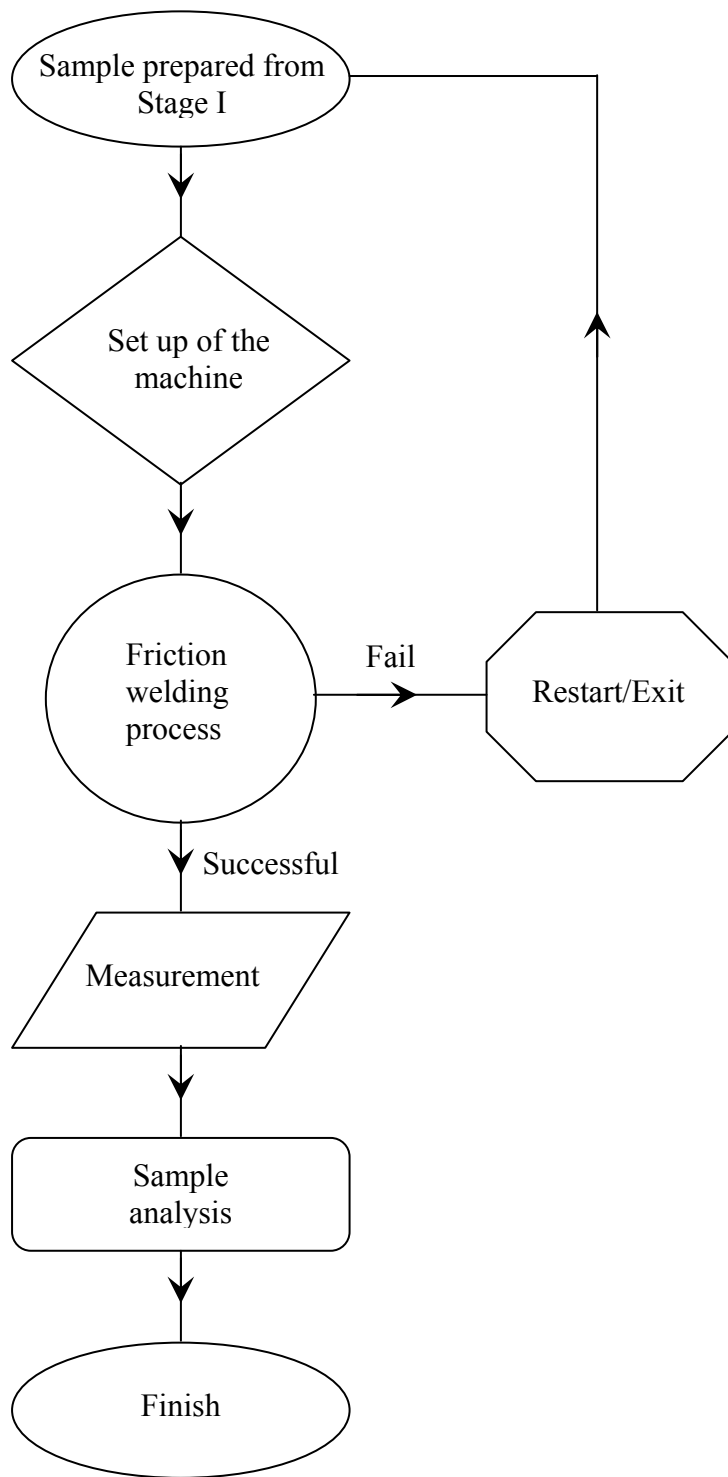 Sample prepared from
Stage I
Set up of the
machine
Friction
welding
process
Fail
Restart/Exit
Successful
Measurement
Sample
analysis
Finish